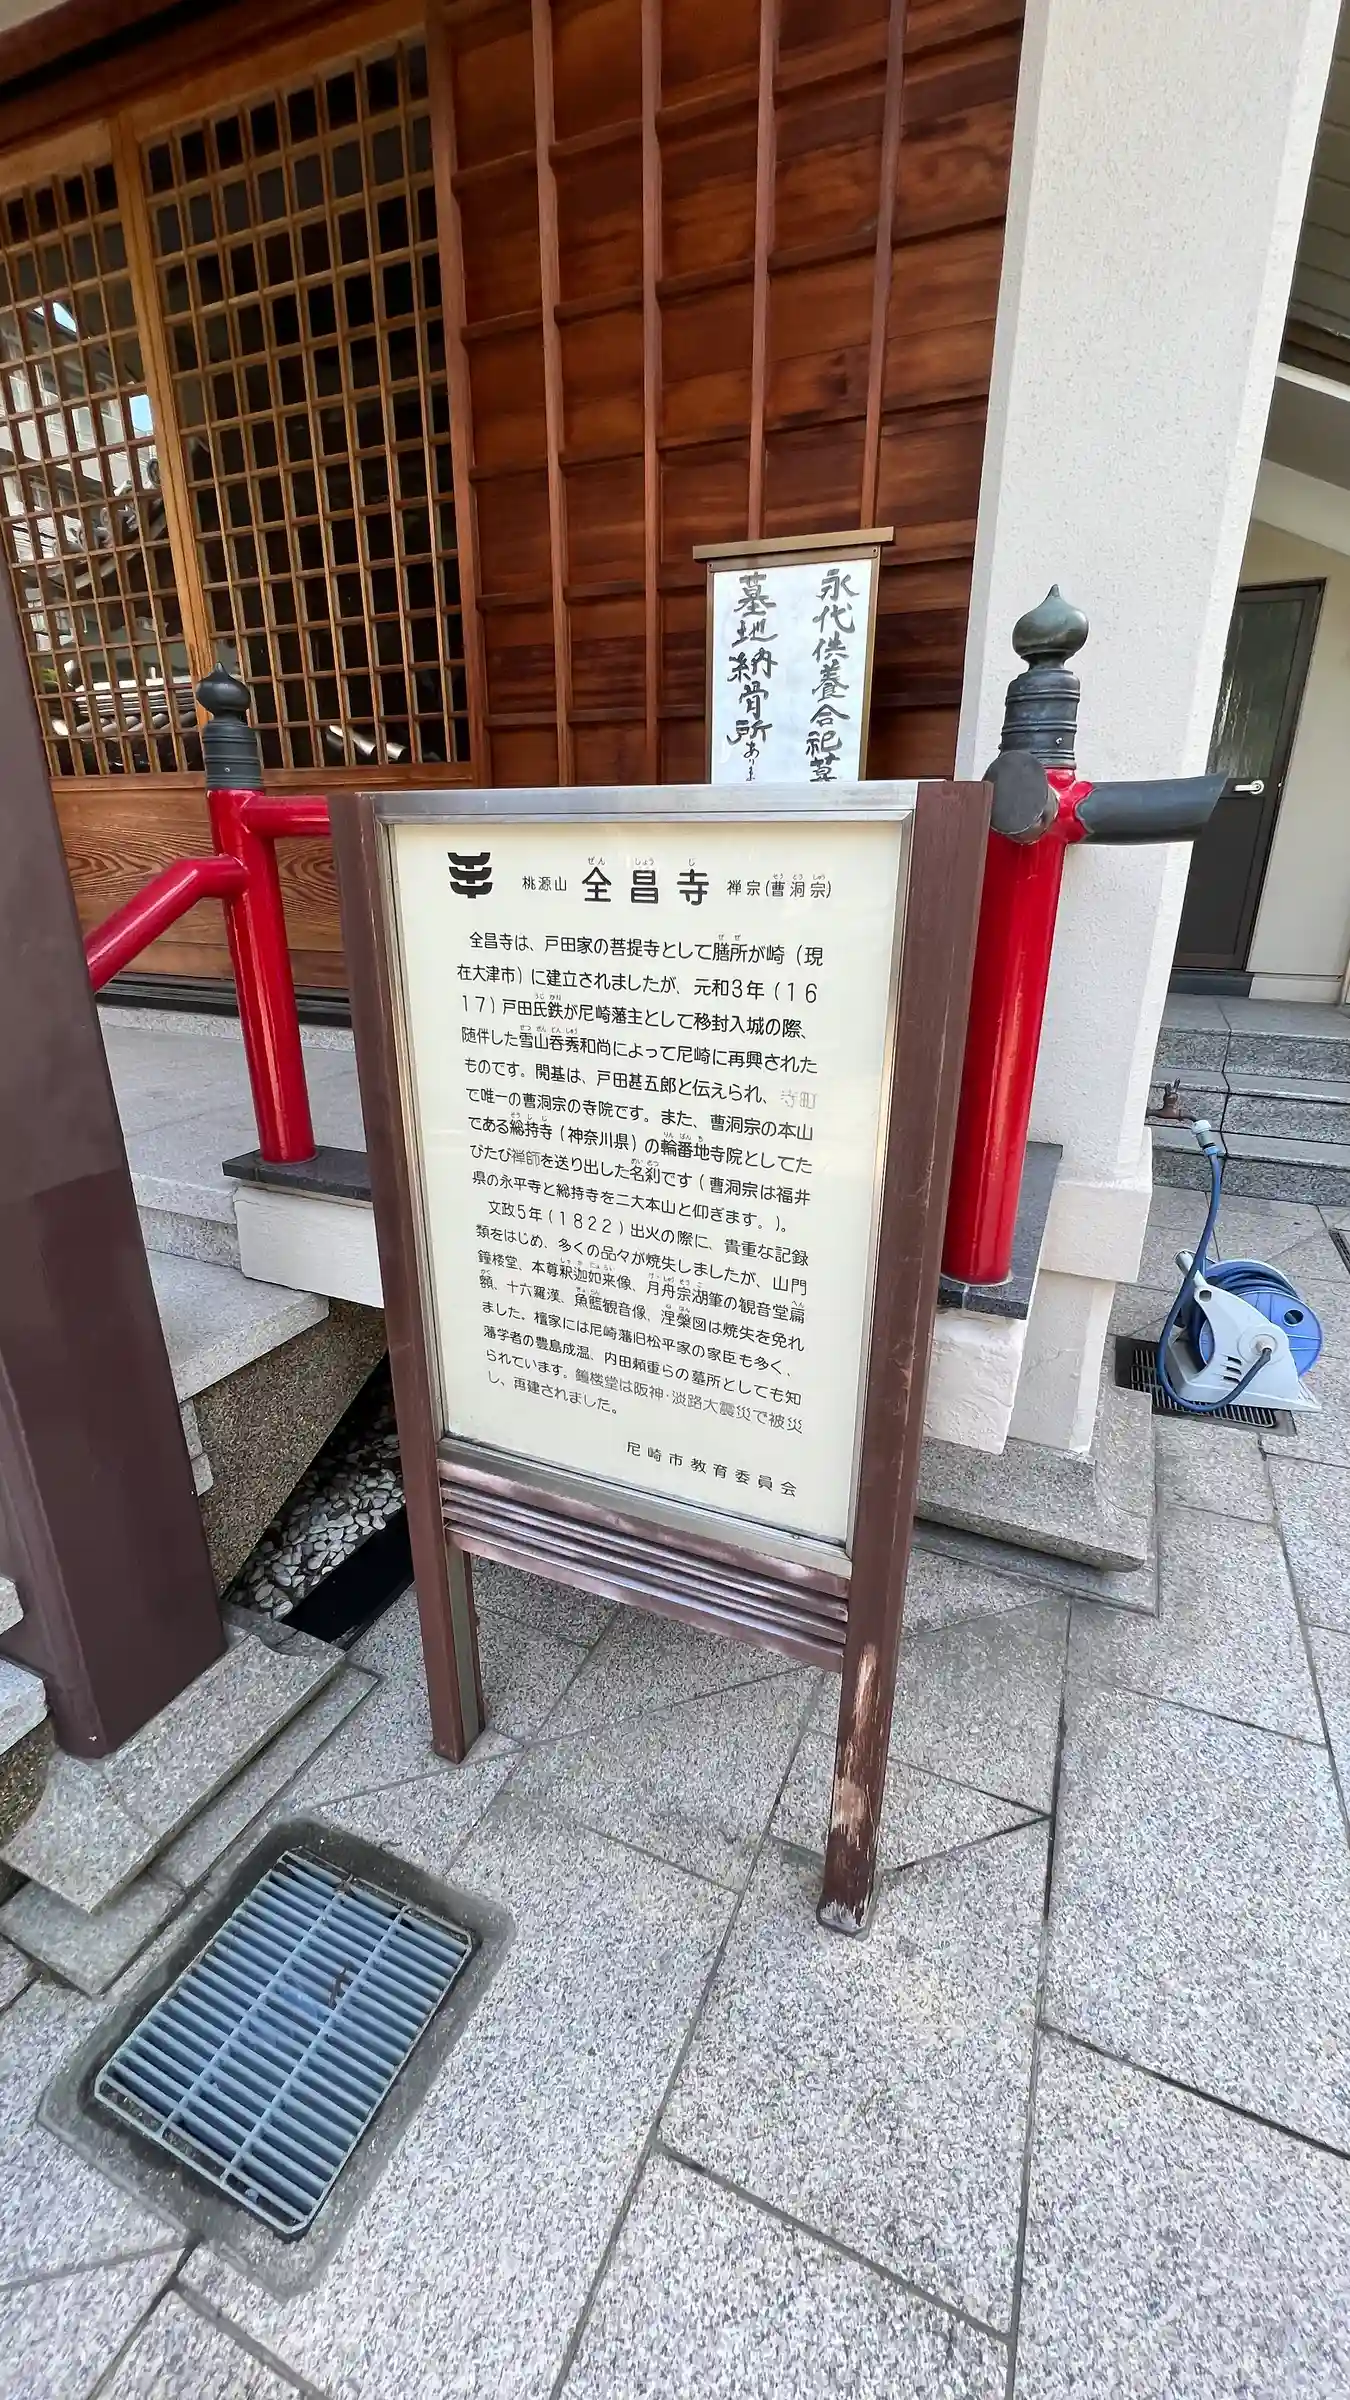 永代供養合祀墓
墓地納骨所あります
桃源山 全昌寺 禅宗(曹洞宗)
ぜん しょう じ
そう とう しゅう
全昌寺は、戸田家の菩提寺として膳所が崎（現
在大津市）に建立されましたが、元和3年（16
17）戸田氏鉄が尼崎藩主として移封入城の際、
随伴した雪山呑秀和尚によって尼崎に再興された
ものです。開基は、戸田甚五郎と伝えられ、寺町
で唯一の曹洞宗の寺院です。また、曹洞宗の本山
である総持寺（神奈川県）の輪番地寺院としてた
びたび禅師を送り出した名刹です（曹洞宗は福井
県の永平寺と総持寺を二大本山と仰ぎます。）。
文政5年（1822）出火の際に、貴重な記録
類をはじめ、多くの品々が焼失しましたが、山門
鐘楼堂、本尊釈迦如来像、月舟宗湖筆の観音堂扁
額、十六羅漢、魚籃観音像、涅槃図は焼失を免れ
ました。檀家には尼崎藩旧松平家の家臣も多く、
藩学者の豊島成温、内田頼重らの墓所としても知
られています。鐘楼堂は阪神・淡路大震災で被災
し、再建されました。
尼崎市教育委員会